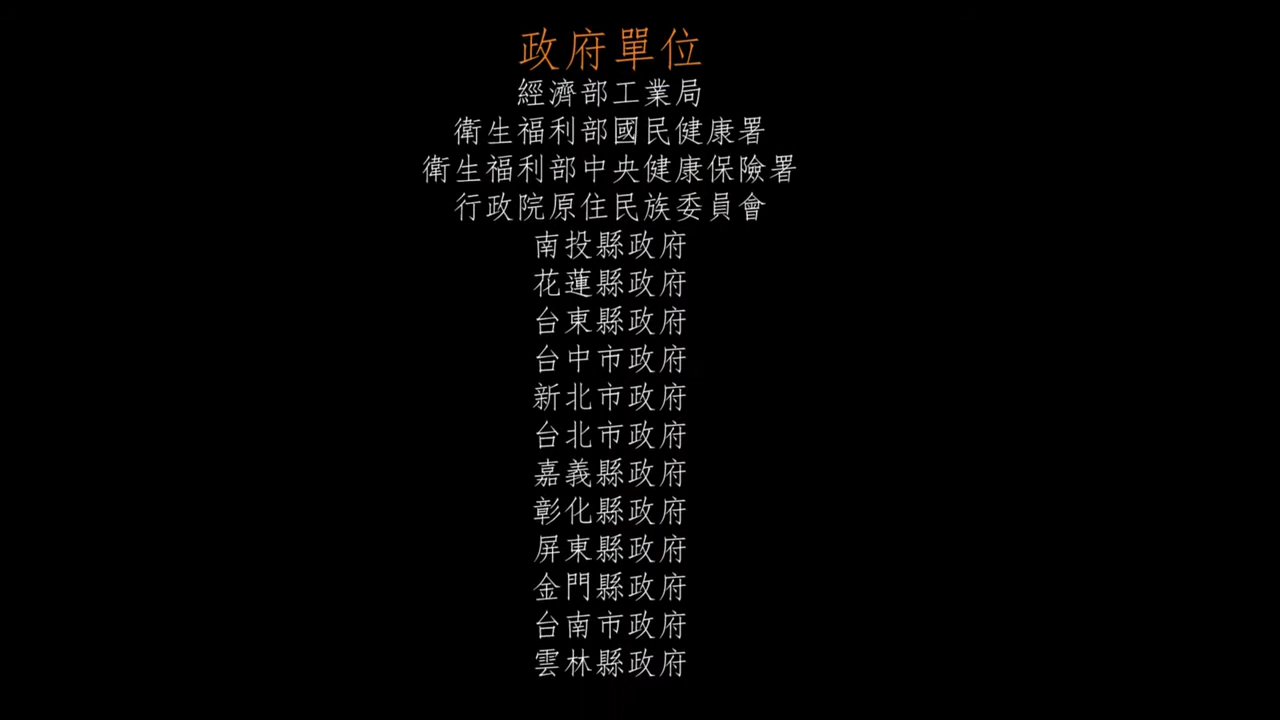 政府單位
經濟部工業局
衛生福利部國民健康署
衛生福利部中央健康保險署
行政院原住民族委員會
南投縣政府
花蓮縣政府
台東縣政府
台中市政府
新北市政府
台北市政府
嘉義縣政府
彰化縣政府
屏東縣政府
金門縣政府
台南市政府
雲林縣政府